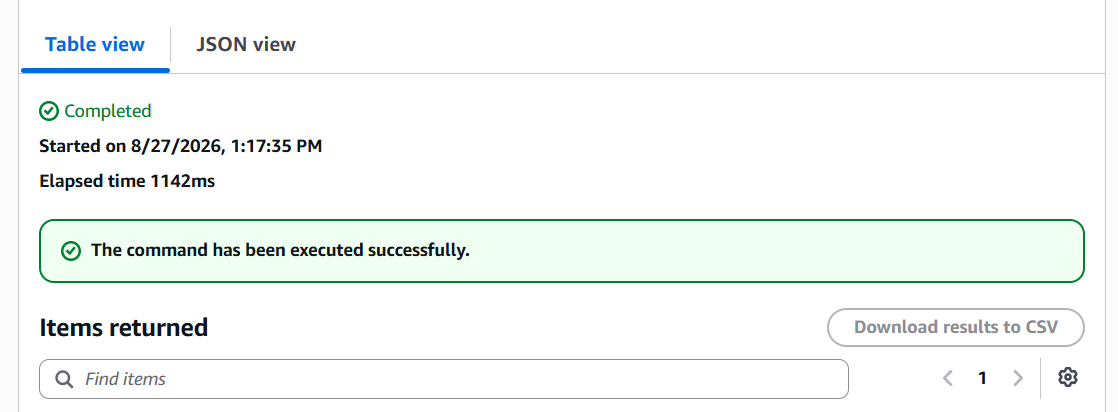 Table view JSON view
Completed
Started on 8/27/2026, 1:17:35 PM
Elapsed time 1142ms
The command has been executed successfully.
Items returned Download results to CSV
Find items 1